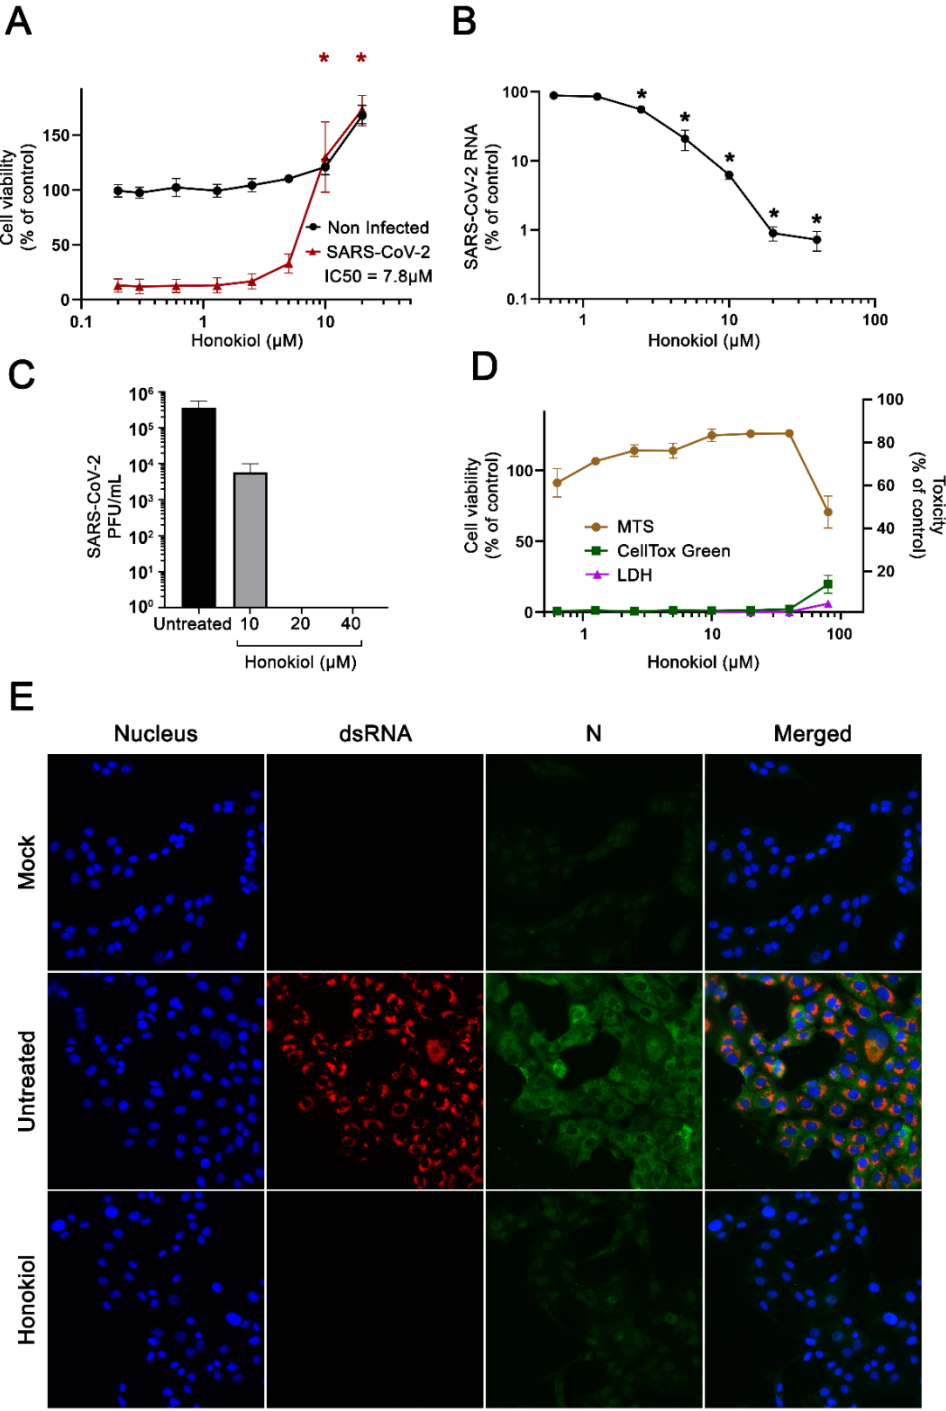 A
* *
Cell viability
(% of control)
150
100
50
0
Non Infected
SARS-CoV-2
IC50 = 7.8µM
0.1 1 10
Honokiol (µM)
B
SARS-CoV-2 RNA
(% of control)
100
10
1
0.1
* * * * *
1 10 100
Honokiol (µM)
C
SARS-CoV-2
PFU/mL
10⁶
10⁵
10⁴
10³
10²
10¹
10⁰
Untreated 10 20 40
Honokiol (µM)
D
Cell viability
(% of control)
100
50
0
MTS
CellTox Green
LDH
100
80
60
40
20
Toxicity
(% of control)
1 10 100
Honokiol (µM)
E
Nucleus dsRNA N Merged
Mock
Untreated
Honokiol